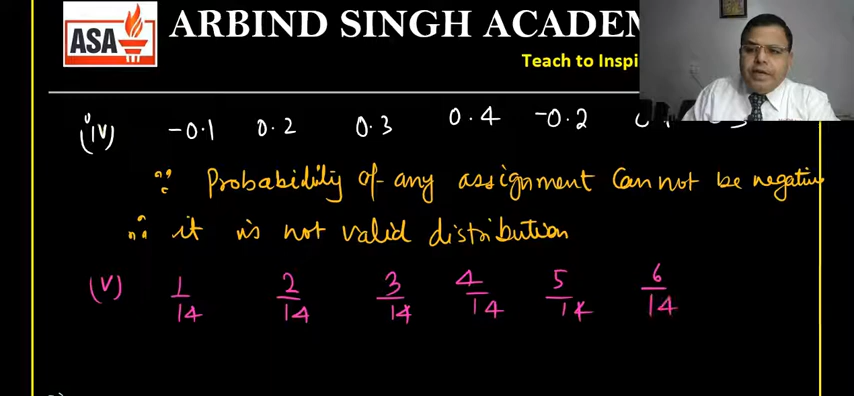 ARBIND SINGH ACADEM
ASA
Teach to Inspi
(iv) -0.1 0.2 0.3 0.4 -0.2
∵ Probability of any assignment cannot be negative
∴ it is not valid distribution
(v) 1/14 2/14 3/14 4/14 5/14 6/14